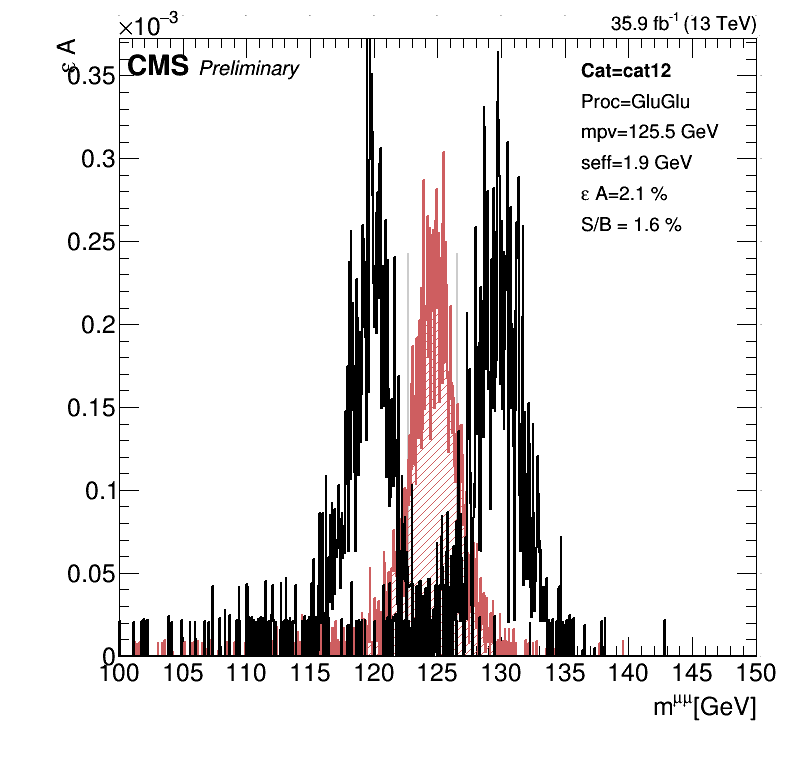 ×10⁻³
35.9 fb⁻¹ (13 TeV)
ε A
CMS Preliminary
Cat=cat12
Proc=GluGlu
mpv=125.5 GeV
seff=1.9 GeV
ε A=2.1 %
S/B = 1.6 %
0.35
0.3
0.25
0.2
0.15
0.1
0.05
0
100 105 110 115 120 125 130 135 140 145 150
m^μμ[GeV]